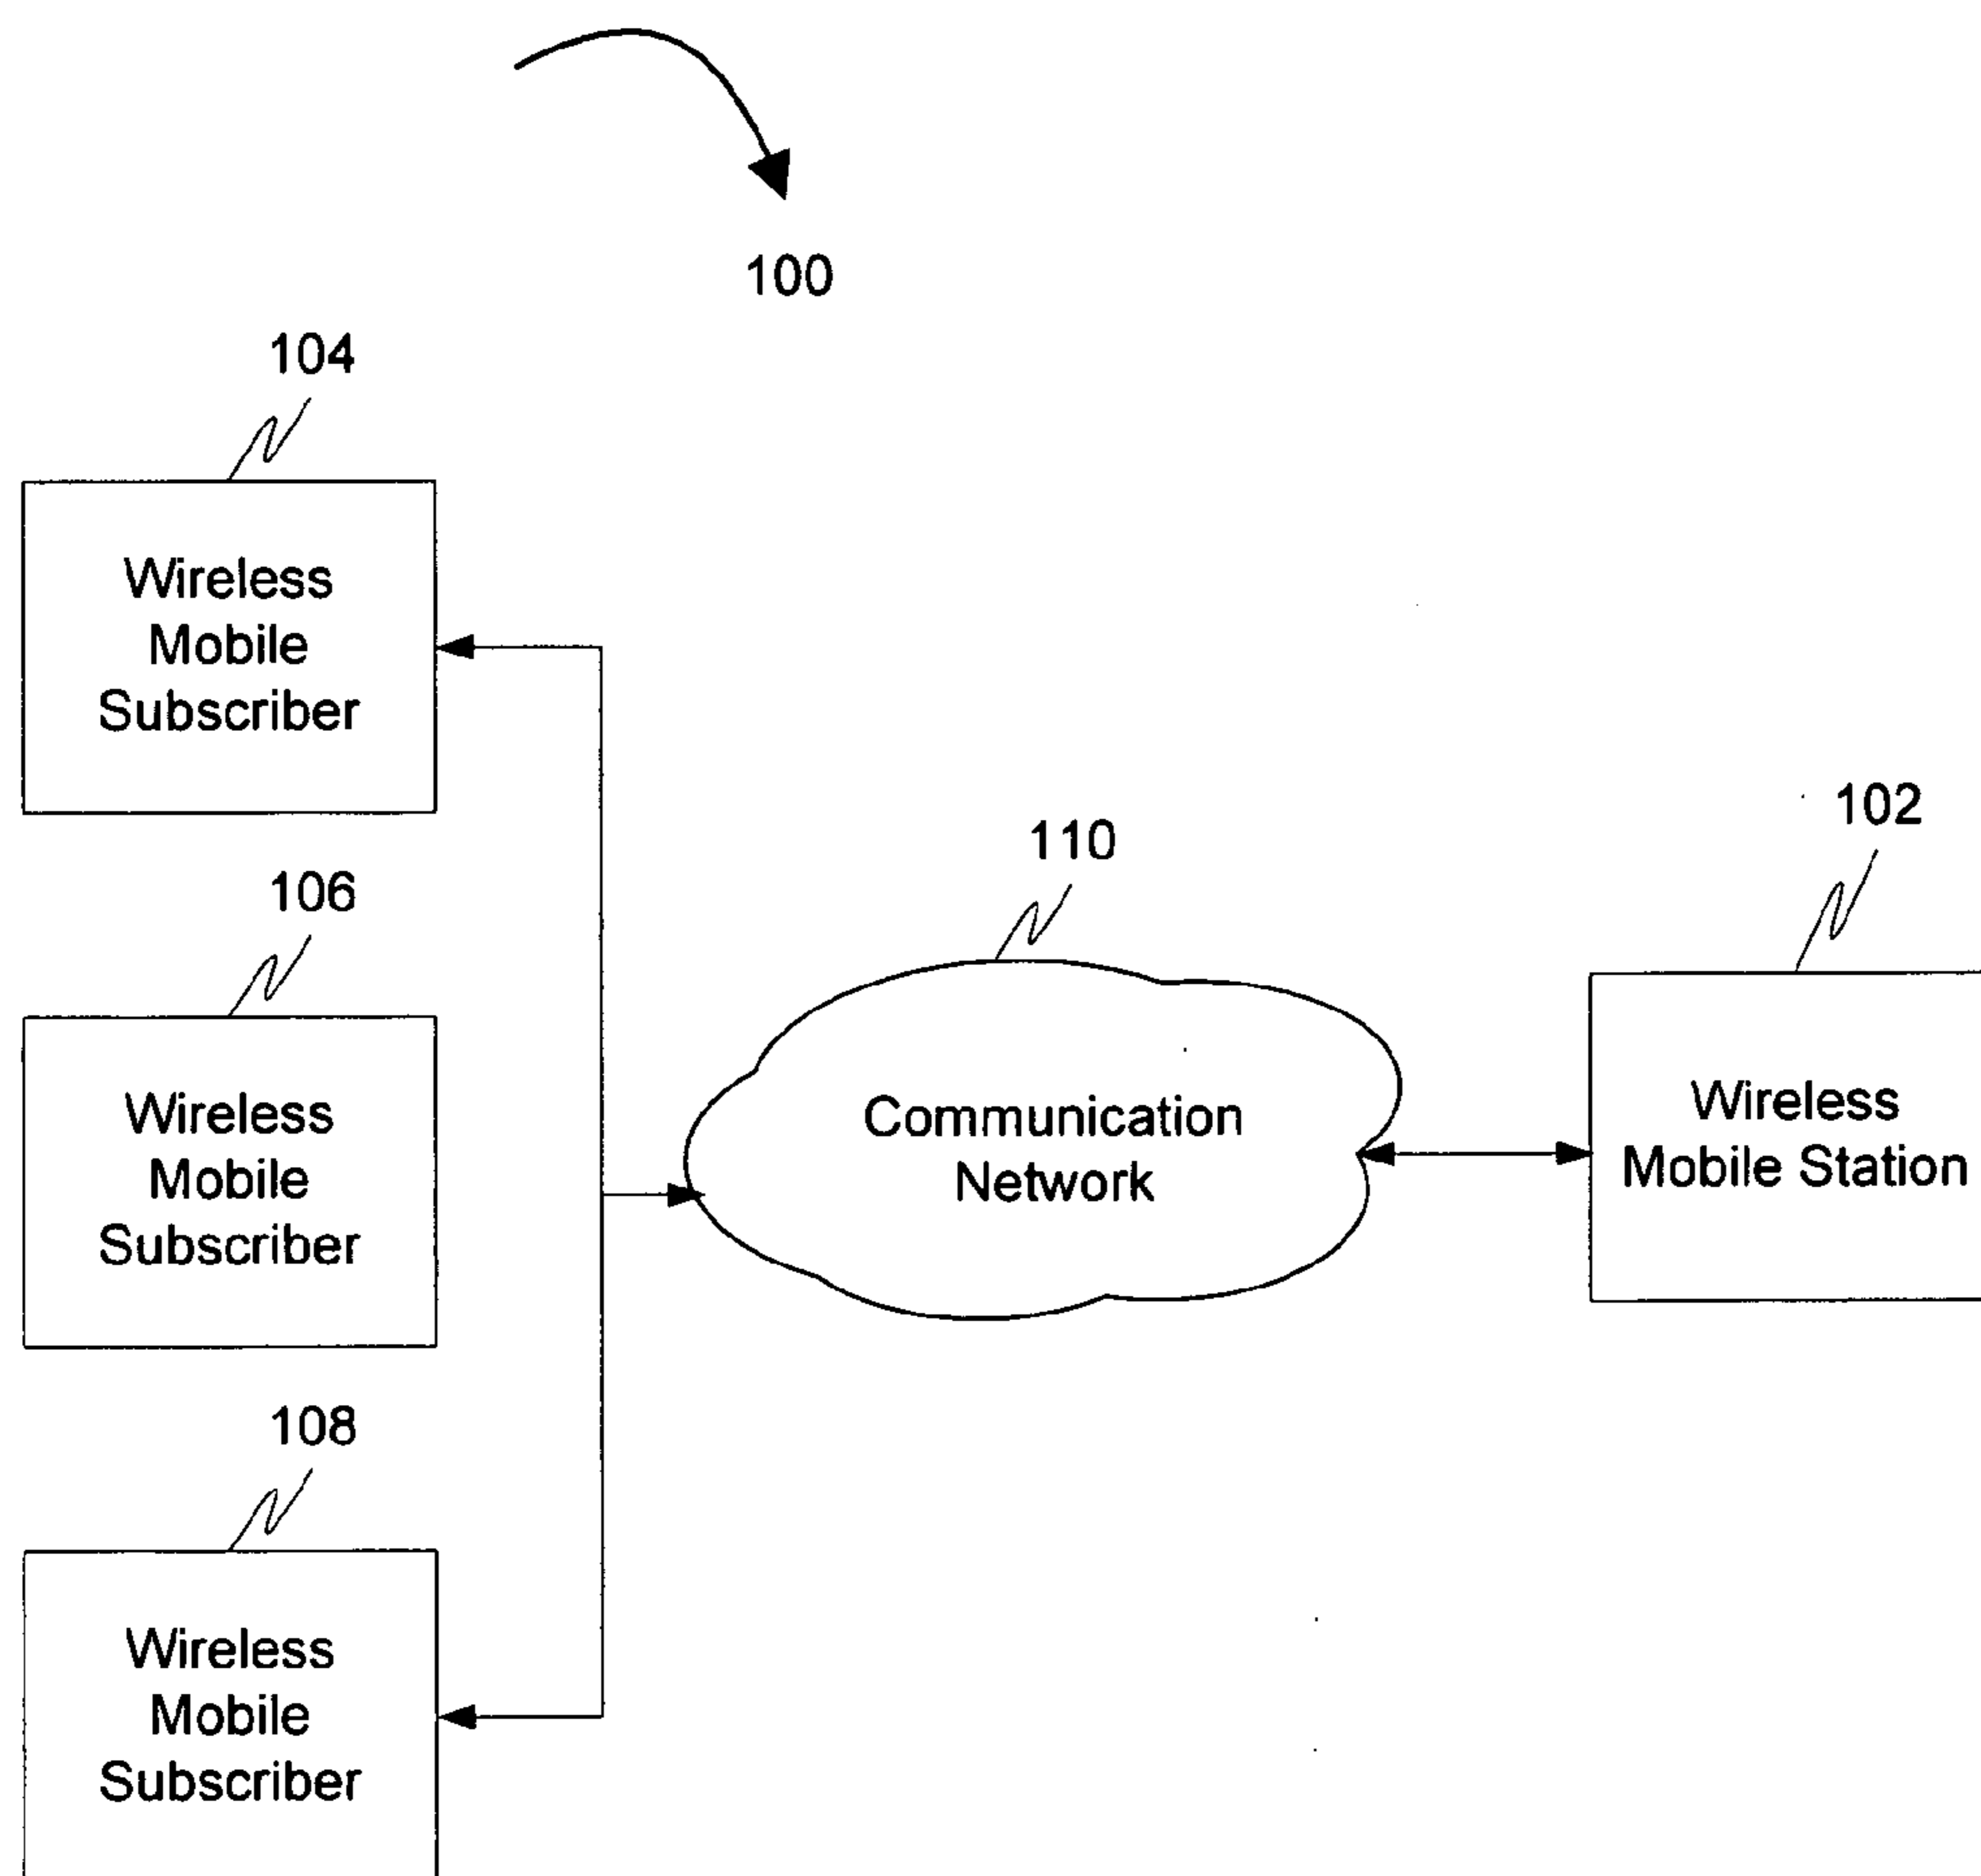 100
104
Wireless
Mobile
Subscriber
102
110
106
Wireless
Mobile
Subscriber
Communication
Network
Wireless
Mobile Station
108
Wireless
Mobile
Subscriber